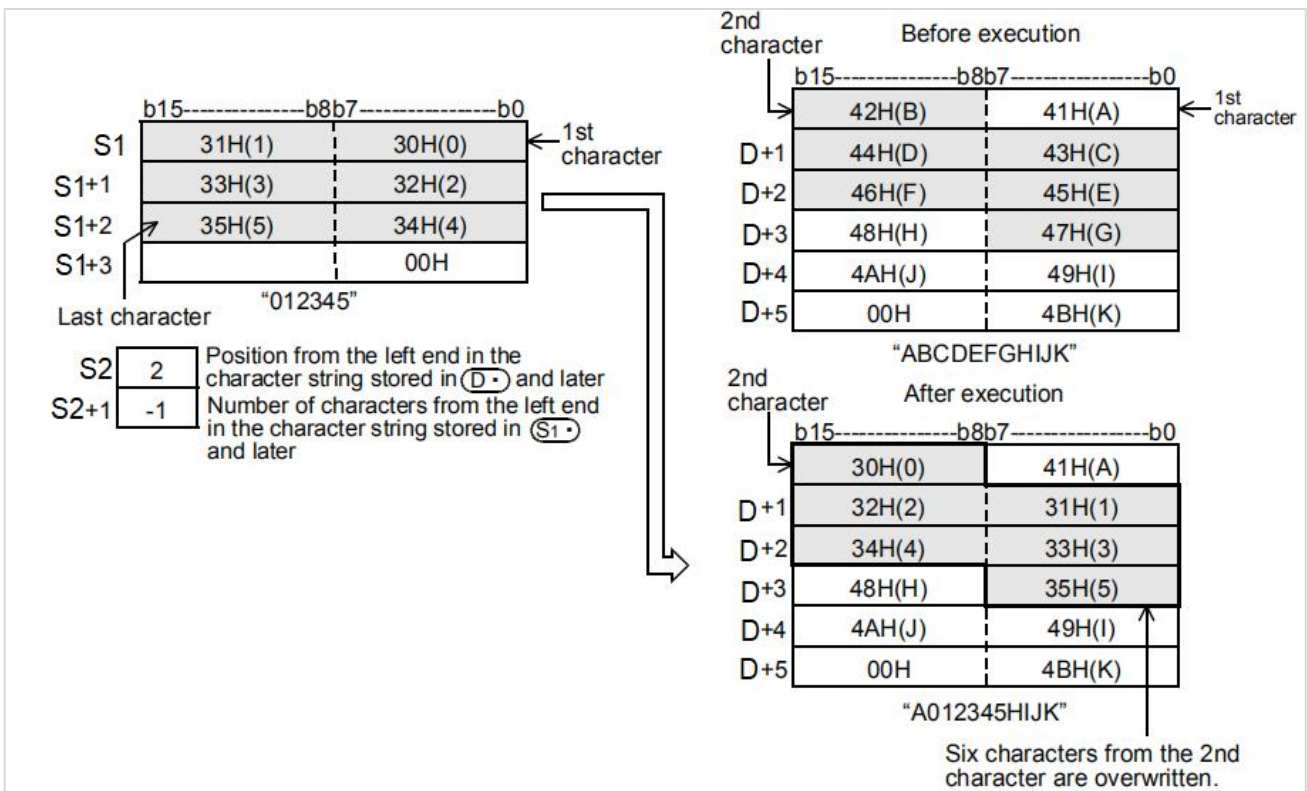 b15---------------b8b7-----------------b0
S1 31H(1) 30H(0)
1st
character
S1+1 33H(3) 32H(2)
S1+2 35H(5) 34H(4)
S1+3 00H
“012345”
Last character
S2 2 Position from the left end in the
character string stored in D· and later
S2+1 -1 Number of characters from the left end
in the character string stored in S1·
and later
2nd
character
Before execution
b15---------------b8b7-----------------b0
42H(B) 41H(A)
1st
character
D+1 44H(D) 43H(C)
D+2 46H(F) 45H(E)
D+3 48H(H) 47H(G)
D+4 4AH(J) 49H(I)
D+5 00H 4BH(K)
“ABCDEFGHIJK”
2nd
character
After execution
b15---------------b8b7-----------------b0
30H(0) 41H(A)
D+1 32H(2) 31H(1)
D+2 34H(4) 33H(3)
D+3 48H(H) 35H(5)
D+4 4AH(J) 49H(I)
D+5 00H 4BH(K)
“A012345HIJK”
Six characters from the 2nd
character are overwritten.